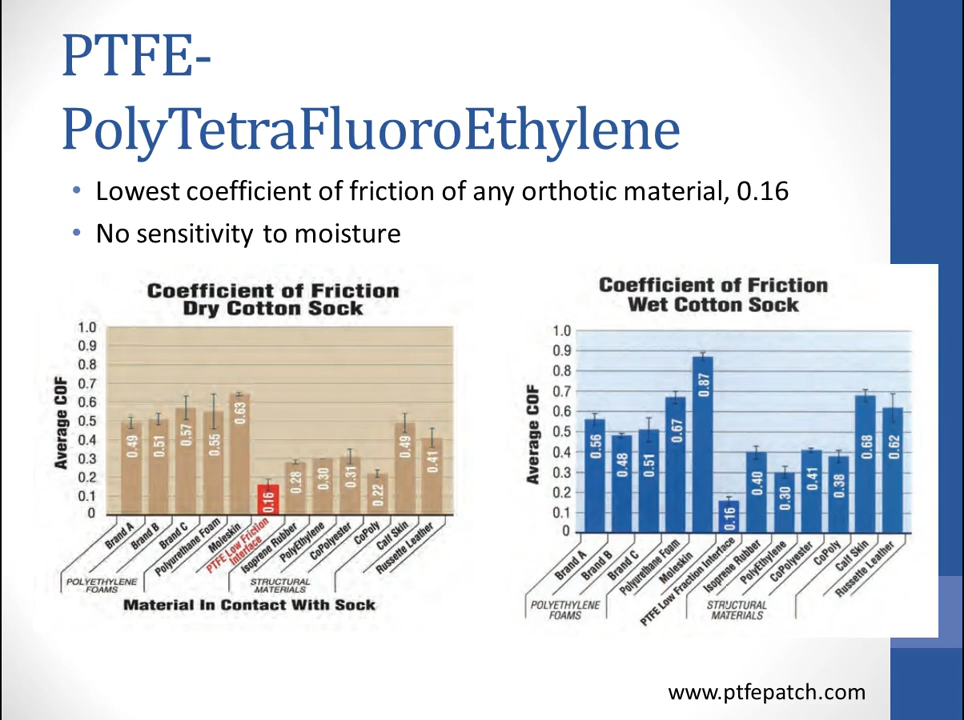 PTFE-
PolyTetraFluoroEthylene
• Lowest coefficient of friction of any orthotic material, 0.16
• No sensitivity to moisture
Coefficient of Friction
Dry Cotton Sock
Average COF
1.0
0.9
0.8
0.7
0.6
0.5
0.4
0.3
0.2
0.1
0
0.49
0.51
0.57
0.55
0.63
0.16
0.28
0.30
0.31
0.22
0.49
0.41
Brand A
Brand B
Brand C
Polyurethane Foam
Moleskin
PTFE Low Friction
Interface
Isoprene Rubber
PolyEthylene
CoPolyester
CoPoly
Calf Skin
Russette Leather
POLYETHYLENE
FOAMS
STRUCTURAL
MATERIALS
Material In Contact With Sock
Coefficient of Friction
Wet Cotton Sock
Average COF
1.0
0.9
0.8
0.7
0.6
0.5
0.4
0.3
0.2
0.1
0
0.56
0.48
0.51
0.67
0.87
0.16
0.40
0.30
0.41
0.38
0.68
0.62
Brand A
Brand B
Brand C
Polyurethane Foam
Moleskin
PTFE Low Fraction Interface
Isoprene Rubber
PolyEthylene
CoPolyester
CoPoly
Calf Skin
Russette Leather
POLYETHYLENE
FOAMS
STRUCTURAL
MATERIALS
www.ptfepatch.com